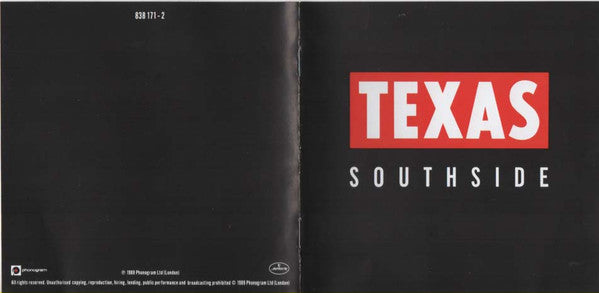 838 171 - 2
TEXAS
SOUTHSIDE
phonogram
℗ 1989 Phonogram Ltd (London)
All rights reserved. Unauthorised copying, reproduction, hiring, lending, public performance and broadcasting prohibited © 1989 Phonogram Ltd (London)